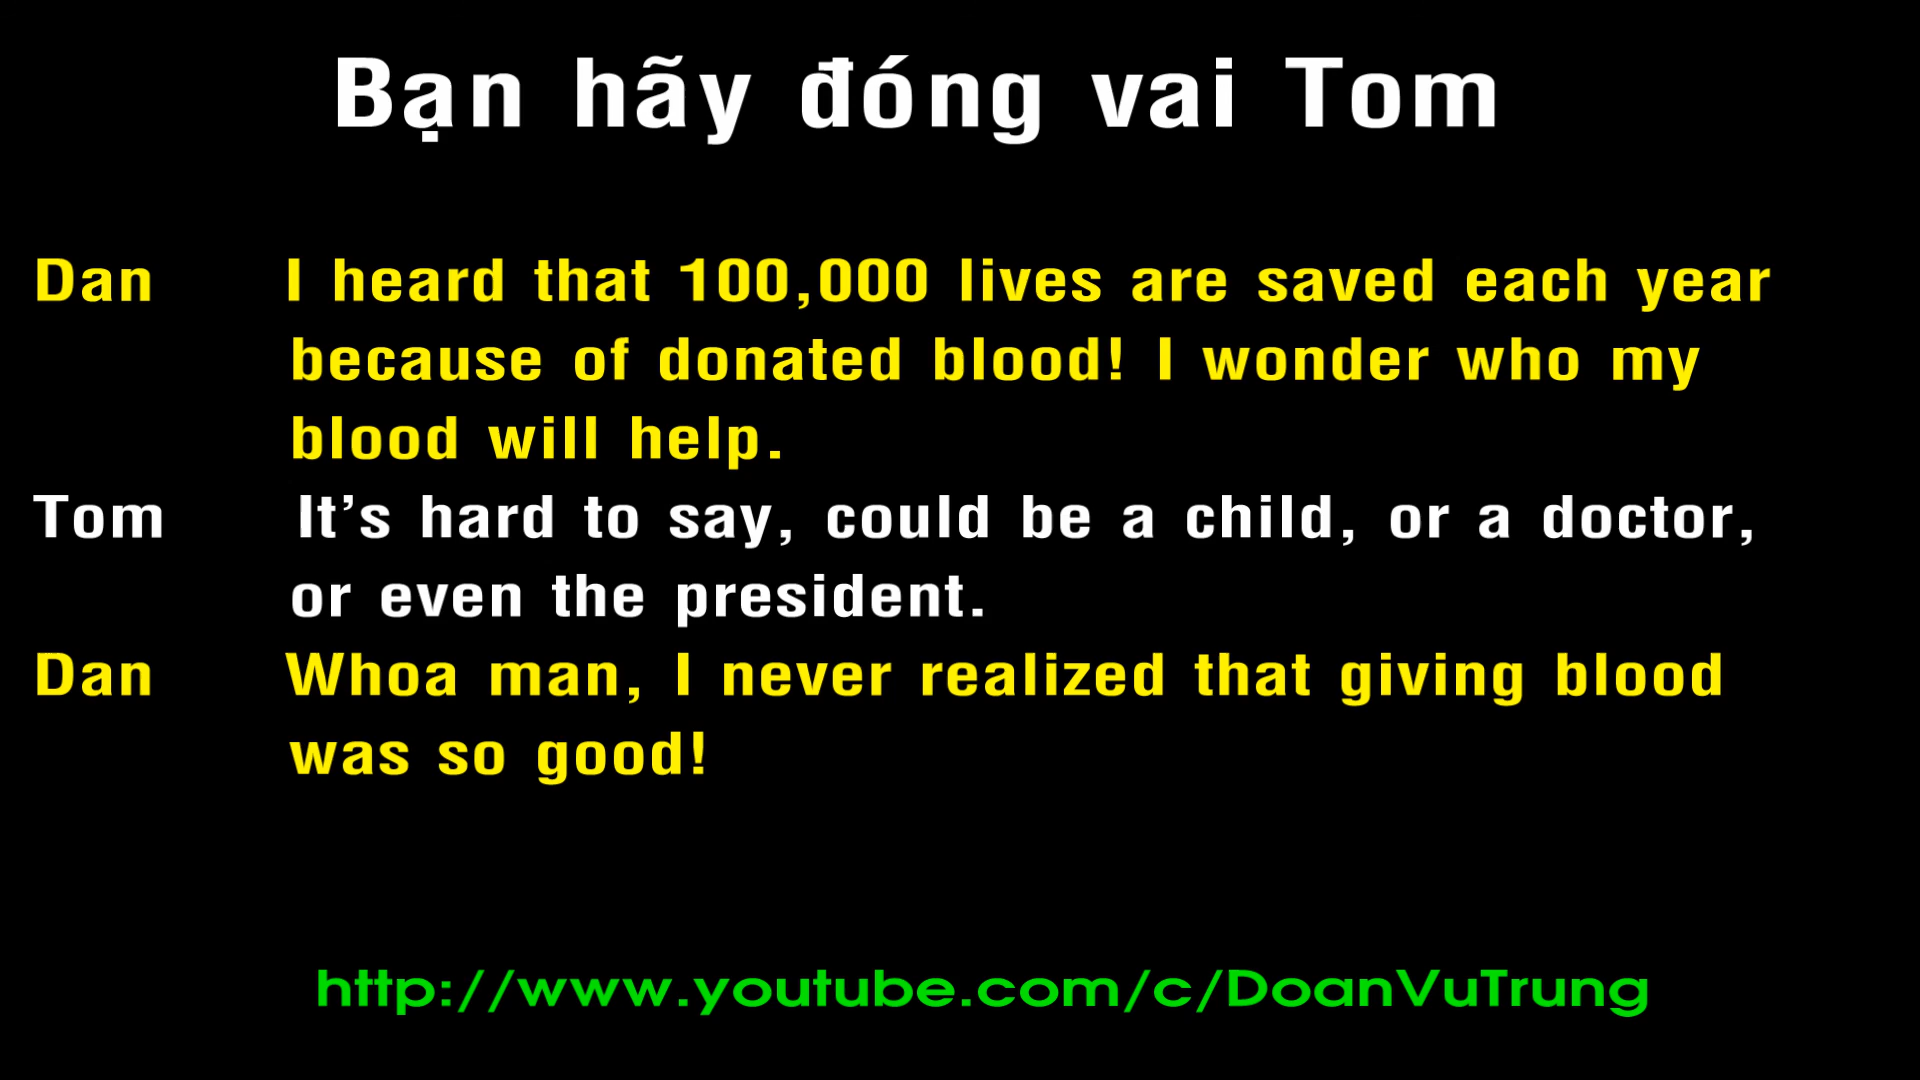 Bạn hãy đóng vai Tom
Dan I heard that 100,000 lives are saved each year
because of donated blood! I wonder who my
blood will help.
Tom It’s hard to say, could be a child, or a doctor,
or even the president.
Dan Whoa man, I never realized that giving blood
was so good!
http://www.youtube.com/c/DoanVuTrung